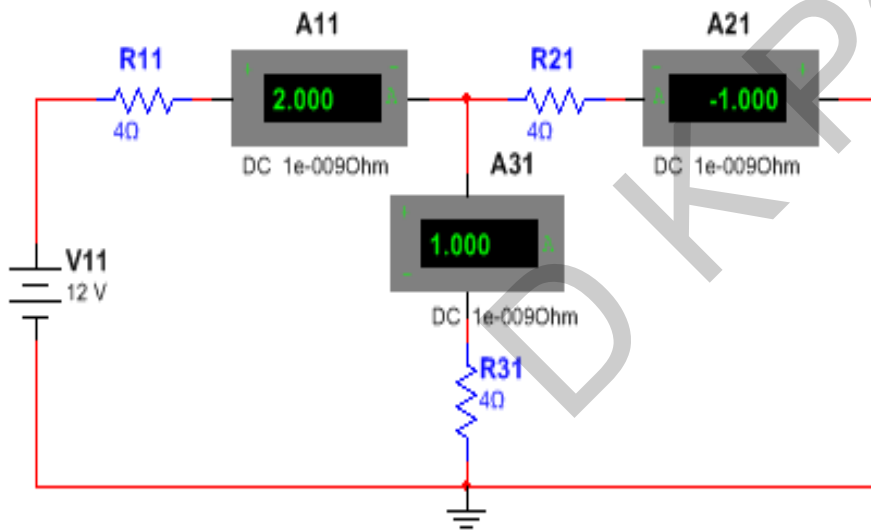 A11
A21
R11
R21
+
-
2.000
A
-
A
-1.000
+
4Ω
4Ω
DC 1e-009Ohm
A31
DC 1e-009Ohm
+
1.000
A
-
V11
12 V
DC 1e-009Ohm
R31
4Ω
D K P